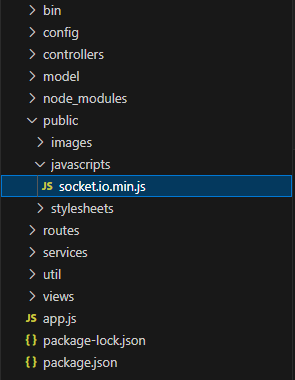 bin
config
controllers
model
node_modules
public
images
javascripts
JS socket.io.min.js
stylesheets
routes
services
util
views
JS app.js
{} package-lock.json
{} package.json